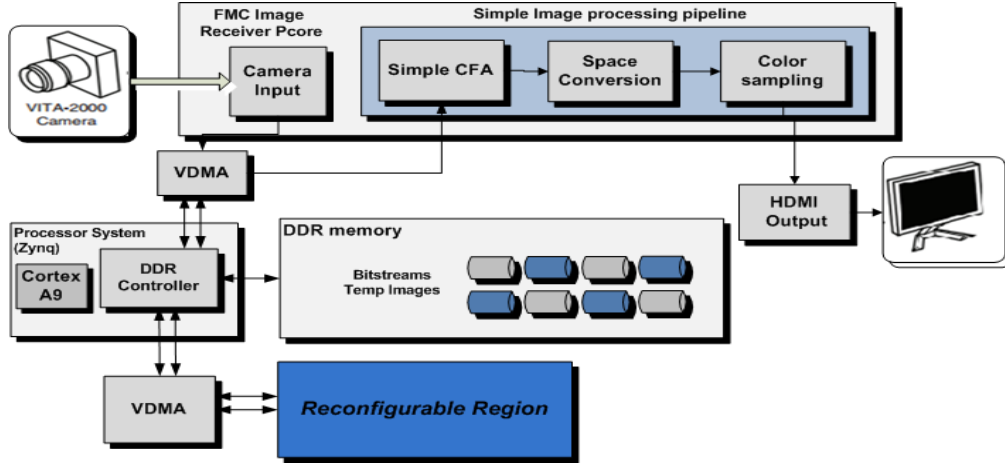 FMC Image
Receiver Pcore
Simple Image processing pipeline
VITA-2000
Camera
Camera
Input
Simple CFA
Space
Conversion
Color
sampling
VDMA
HDMI
Output
Processor System
(Zynq)
Cortex
A9
DDR
Controller
DDR memory
Bitstreams
Temp Images
VDMA
Reconfigurable Region